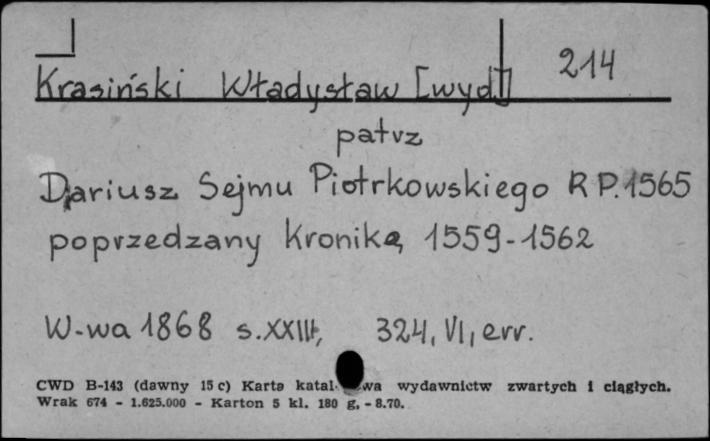 214
Krasiński Władysław [wyd]
patrz
Djariusz Sejmu Piotrkowskiego R P. 1565
poprzedzany Kroniką 1559-1562
W-wa 1868 s. XXIII, 324, VI, err.
CWD B-143 (dawny 15 c) Karta katal wa wydawnictw zwartych i ciągłych.
Wrak 674 - 1.625.000 - Karton 5 kl. 180 g. - 8.70.